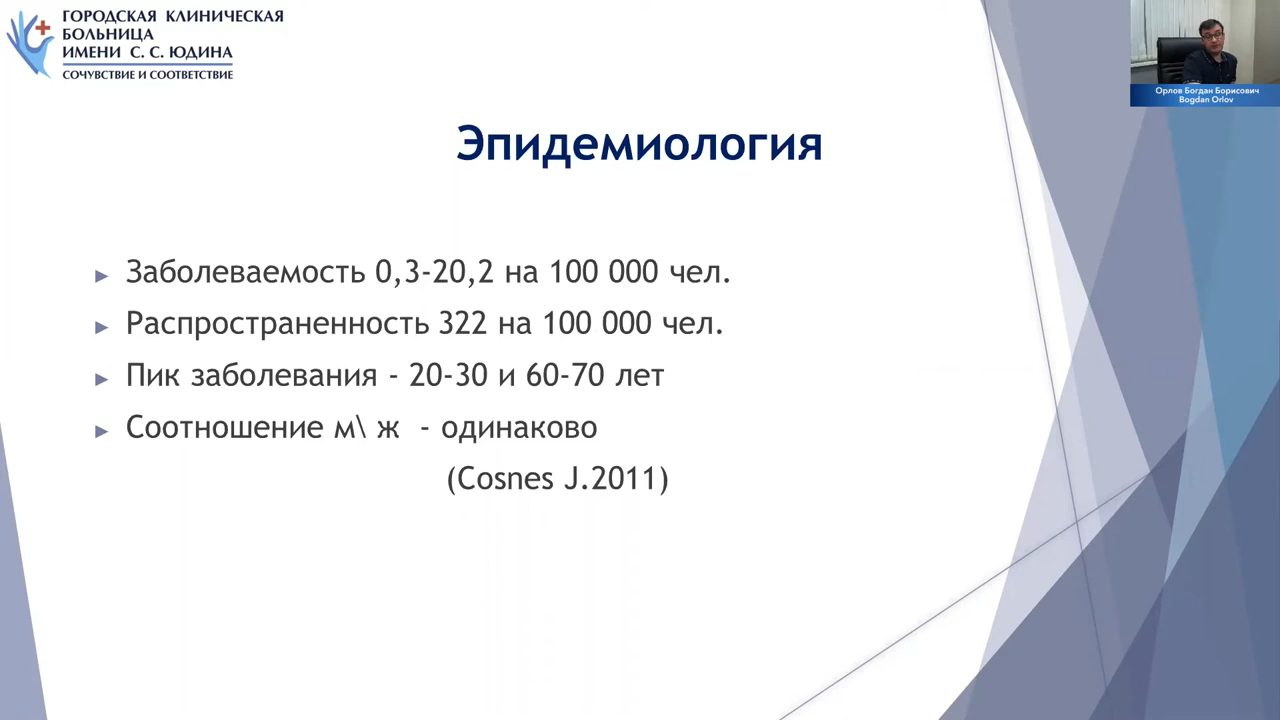 ГОРОДСКАЯ КЛИНИЧЕСКАЯ
БОЛЬНИЦА
ИМЕНИ С. С. ЮДИНА
СОЧУВСТВИЕ И СООТВЕТСТВИЕ
Орлов Богдан Борисович
Bogdan Orlov
Эпидемиология
Заболеваемость 0,3-20,2 на 100 000 чел.
Распространенность 322 на 100 000 чел.
Пик заболевания - 20-30 и 60-70 лет
Соотношение м\ ж - одинаково
(Cosnes J.2011)